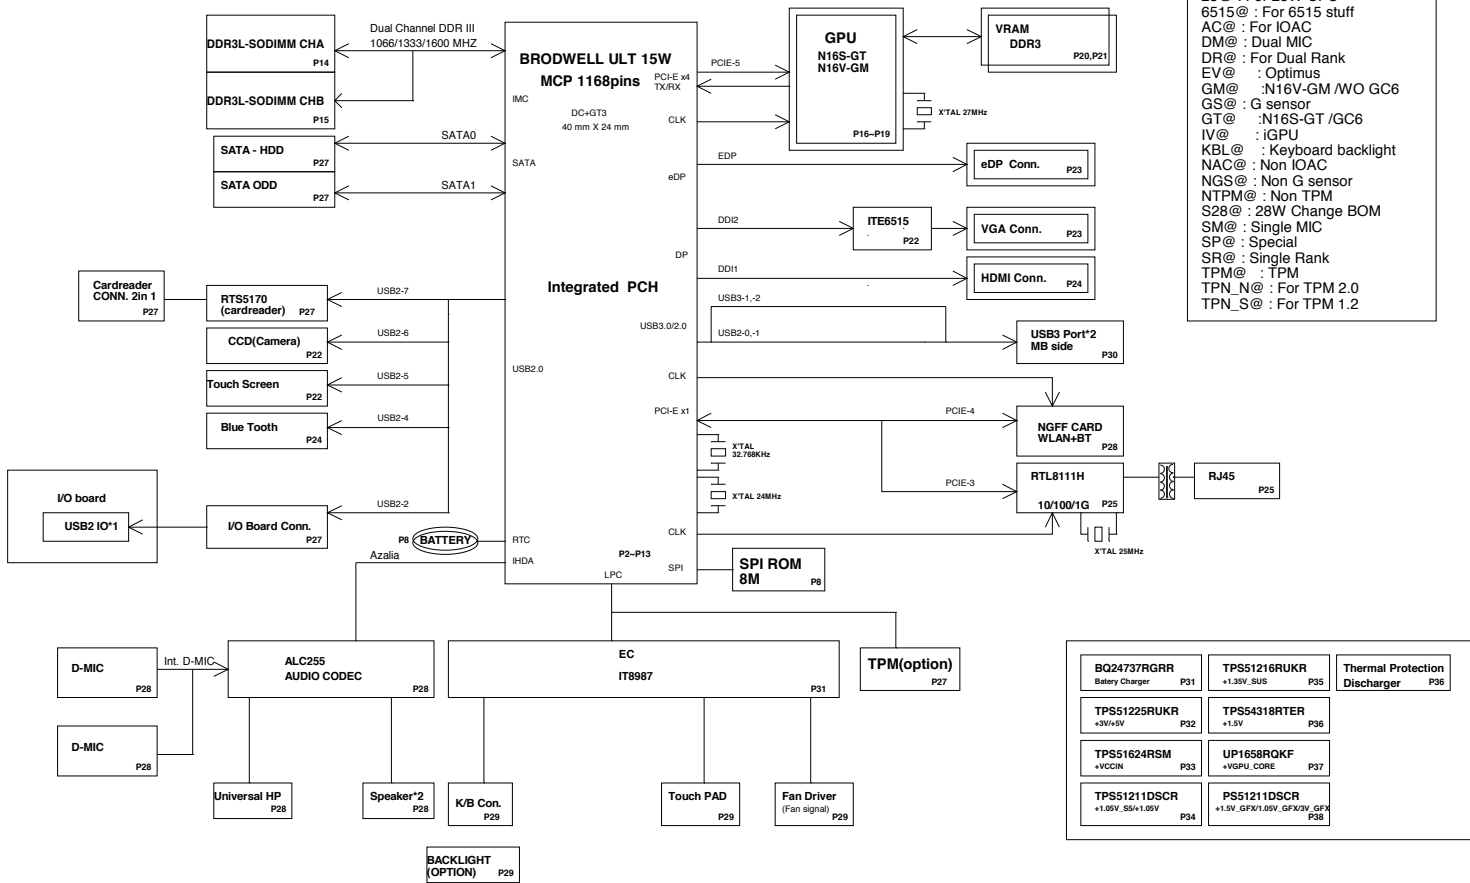 DDR3L-SODIMM CHA
P14
DDR3L-SODIMM CHB
P15
Dual Channel DDR III
1066/1333/1600 MHZ
SATA - HDD
P27
SATA0
SATA ODD
P27
SATA1
BRODWELL ULT 15W
MCP 1168pins
DC+GT3
40 mm X 24 mm
IMC
SATA
PCI-E x4
TX/RX
CLK
eDP
DP
Integrated PCH
USB3.0/2.0
USB2.0
CLK
PCI-E x1
CLK
RTC
IHDA
P2~P13
LPC
SPI
PCIE-5
GPU
N16S-GT
N16V-GM
P16~P19
VRAM
DDR3
P20,P21
X'TAL 27MHz
EDP
eDP Conn.
P23
DDI2
ITE6515
P22
VGA Conn.
P23
DDI1
HDMI Conn.
P24
USB3-1,-2
USB2-0,-1
USB3 Port*2
MB side
P30
PCIE-4
NGFF CARD
WLAN+BT
P28
X'TAL
32.768KHz
X'TAL 24MHz
PCIE-3
RTL8111H
10/100/1G
P25
X'TAL 25MHz
RJ45
P25
Cardreader
CONN. 2in 1
P27
RTS5170
(cardreader)
P27
USB2-7
CCD(Camera)
P22
USB2-6
Touch Screen
P22
USB2-5
Blue Tooth
P24
USB2-4
I/O board
USB2 IO*1
I/O Board Conn.
P27
USB2-2
P8
BATTERY
Azalia
SPI ROM
8M
P8
D-MIC
P28
Int. D-MIC
D-MIC
P28
ALC255
AUDIO CODEC
P28
EC
IT8987
P31
TPM(option)
P27
Universal HP
P28
Speaker*2
P28
K/B Con.
P29
Touch PAD
P29
Fan Driver
(Fan signal)
P29
BACKLIGHT
(OPTION)
P29
6515@ : For 6515 stuff
AC@ : For IOAC
DM@ : Dual MIC
DR@ : For Dual Rank
EV@ : Optimus
GM@ :N16V-GM /WO GC6
GS@ : G sensor
GT@ :N16S-GT /GC6
IV@ : iGPU
KBL@ : Keyboard backlight
NAC@ : Non IOAC
NGS@ : Non G sensor
NTPM@ : Non TPM
S28@ : 28W Change BOM
SM@ : Single MIC
SP@ : Special
SR@ : Single Rank
TPM@ : TPM
TPN_N@ : For TPM 2.0
TPN_S@ : For TPM 1.2
BQ24737RGRR
Batery Charger
P31
TPS51216RUKR
+1.35V_SUS
P35
Thermal Protection
Discharger
P36
TPS51225RUKR
+3V/+5V
P32
TPS54318RTER
+1.5V
P36
TPS51624RSM
+VCCIN
P33
UP1658RQKF
+VGPU_CORE
P37
TPS51211DSCR
+1.05V_S5/+1.05V
P34
PS51211DSCR
+1.5V_GFX/1.05V_GFX/3V_GFX
P38